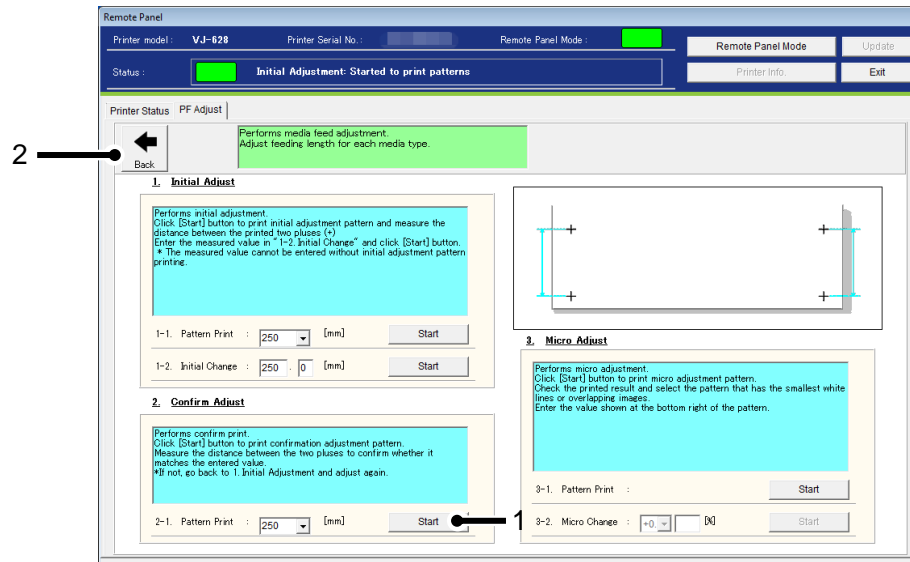 Remote Panel
Printer model : VJ-628 Printer Serial No. : Remote Panel Mode :
Remote Panel Mode Update
Status : Initial Adjustment: Started to print patterns
Printer Info. Exit
Printer Status PF Adjust
2
Back
Performs media feed adjustment.
Adjust feeding length for each media type.
1. Initial Adjust
Performs initial adjustment.
Click [Start] button to print initial adjustment pattern and measure the
distance between the printed two pluses (+)
Enter the measured value in "1-2. Initial Change" and click [Start] button.
* The measured value cannot be entered without initial adjustment pattern
printing.
1-1. Pattern Print : 250 [mm] Start
1-2. Initial Change : 250 . 0 [mm] Start
2. Confirm Adjust
Performs confirm print.
Click [Start] button to print confirmation adjustment pattern.
Measure the distance between the two pluses to confirm whether it
matches the entered value.
*If not, go back to 1. Initial Adjustment and adjust again.
2-1. Pattern Print : 250 [mm] Start
1
3. Micro Adjust
Performs micro adjustment.
Click [Start] button to print micro adjustment pattern.
Check the printed result and select the pattern that has the smallest white
lines or overlapping images.
Enter the value shown at the bottom right of the pattern.
3-1. Pattern Print : Start
3-2. Micro Change : +0. [%] Start